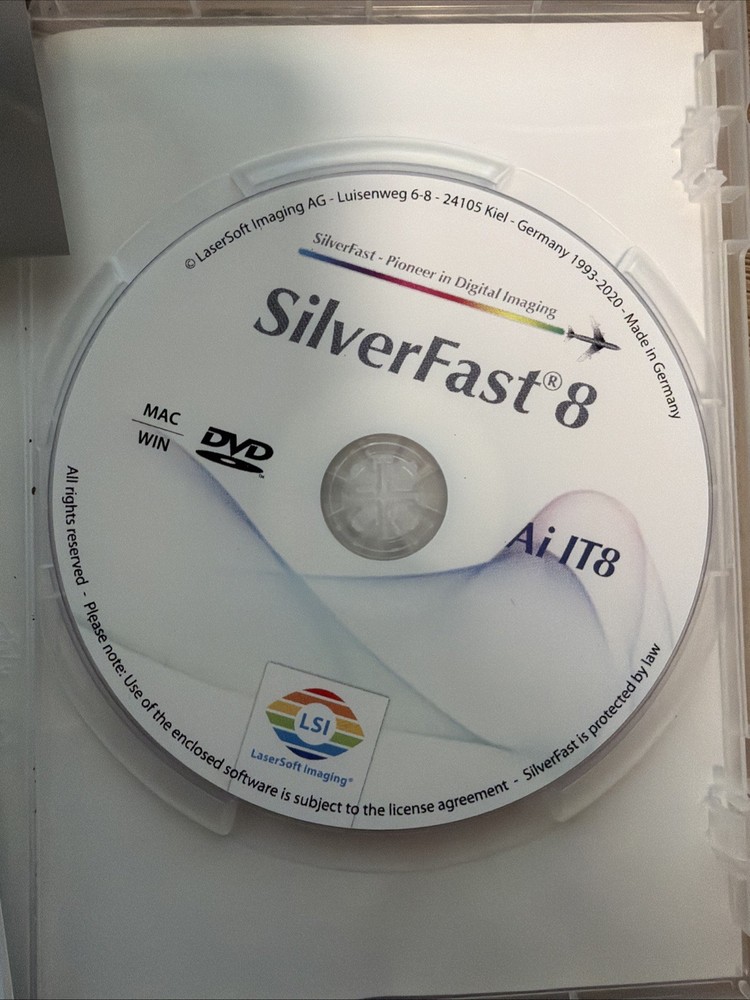 © LaserSoft Imaging AG - Luisenweg 6-8 - 24105 Kiel - Germany 1993-2020 - Made in Germany
SilverFast - Pioneer in Digital Imaging
SilverFast® 8
MAC
WIN
DVD™
Ai IT8
LSI
LaserSoft Imaging®
All rights reserved - Please note: Use of the enclosed software is subject to the license agreement - SilverFast is protected by law